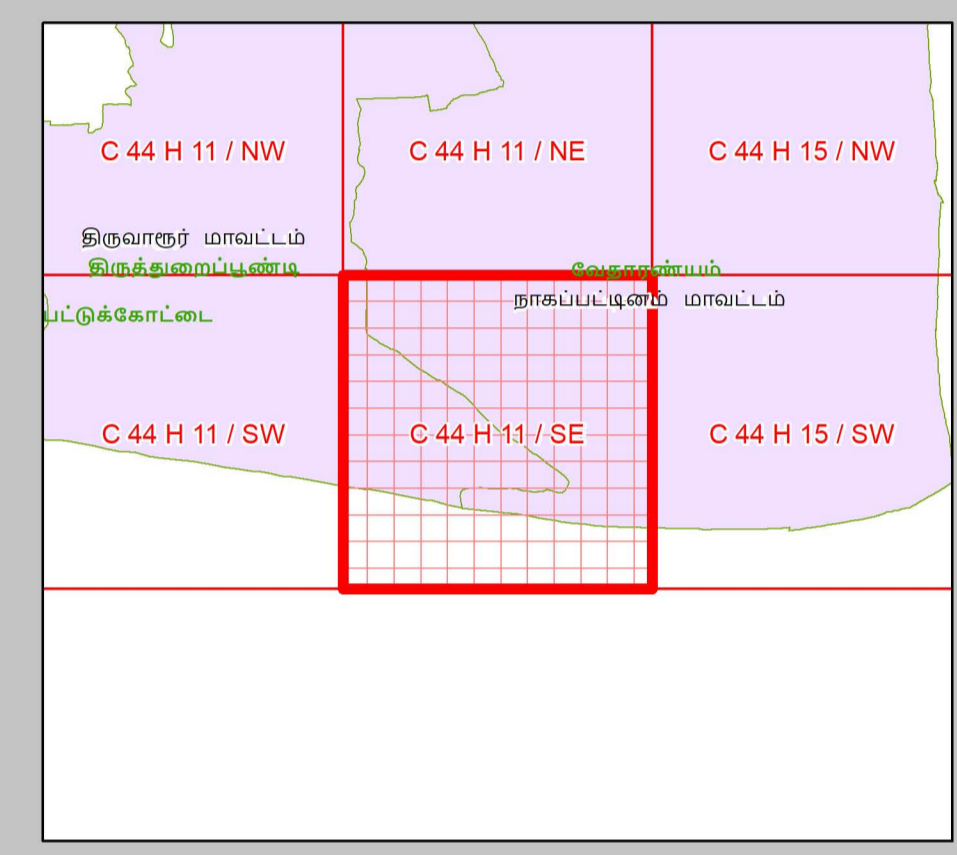 C 44 H 11 / NW
C 44 H 11 / NE
C 44 H 15 / NW
திருவாரூர் மாவட்டம்
திருத்துறைப்பூண்டி
வேதாரண்யம்
நாகப்பட்டினம் மாவட்டம்
பட்டுக்கோட்டை
C 44 H 11 / SW
C 44 H 11 / SE
C 44 H 15 / SW